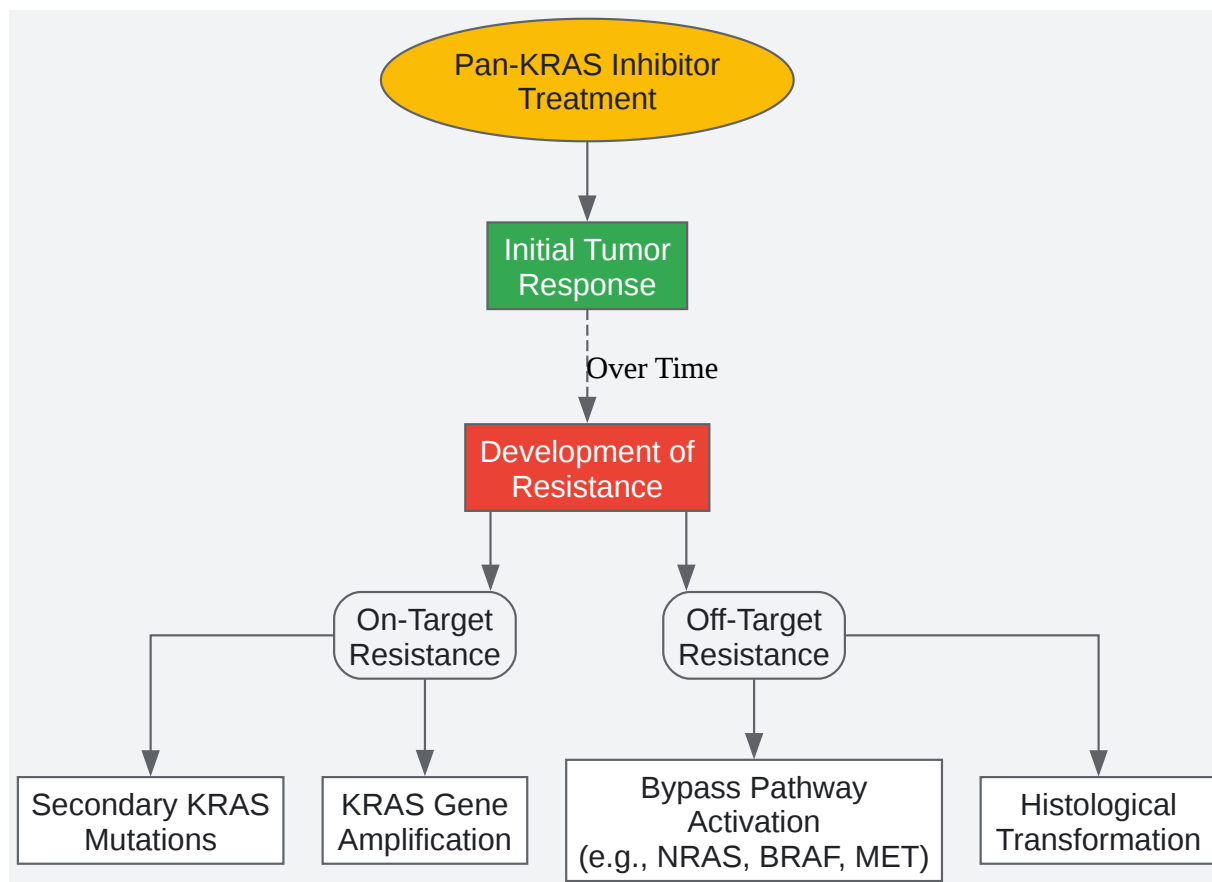 Pan-KRAS Inhibitor
Treatment
Initial Tumor
Response
Over Time
Development of
Resistance
On-Target
Resistance
Off-Target
Resistance
Secondary KRAS
Mutations
KRAS Gene
Amplification
Bypass Pathway
Activation
(e.g., NRAS, BRAF, MET)
Histological
Transformation